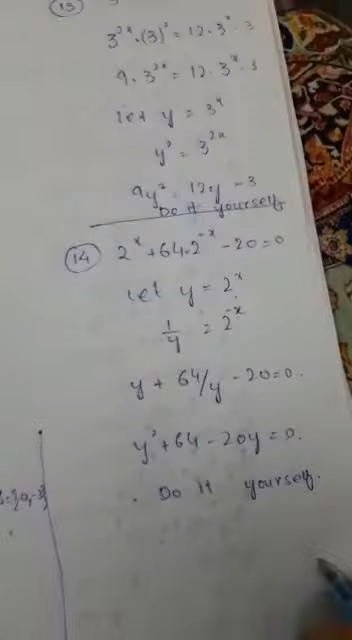 (13)
3^2x · (3)^2 = 12 · 3^x - 3
9 · 3^2x = 12 · 3^x - 3
let y = 3^x
y^2 = 3^2x
9y^2 = 12y - 3
Do it yourself
(14) 2^x + 64 · 2^-x - 20 = 0
let y = 2^x
1/y = 2^-x
y + 64/y - 20 = 0.
y^2 + 64 - 20y = 0.
. Do it yourself.